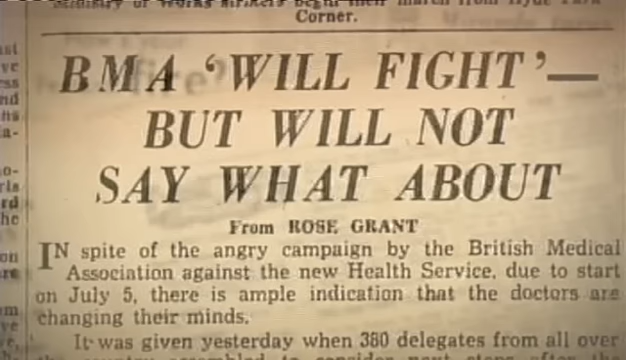 Corner.
BMA 'WILL FIGHT'—
BUT WILL NOT
SAY WHAT ABOUT
From ROSE GRANT
IN spite of the angry campaign by the British Medical
Association against the new Health Service, due to start
on July 5, there is ample indication that the doctors are
changing their minds.
It was given yesterday when 380 delegates from all over